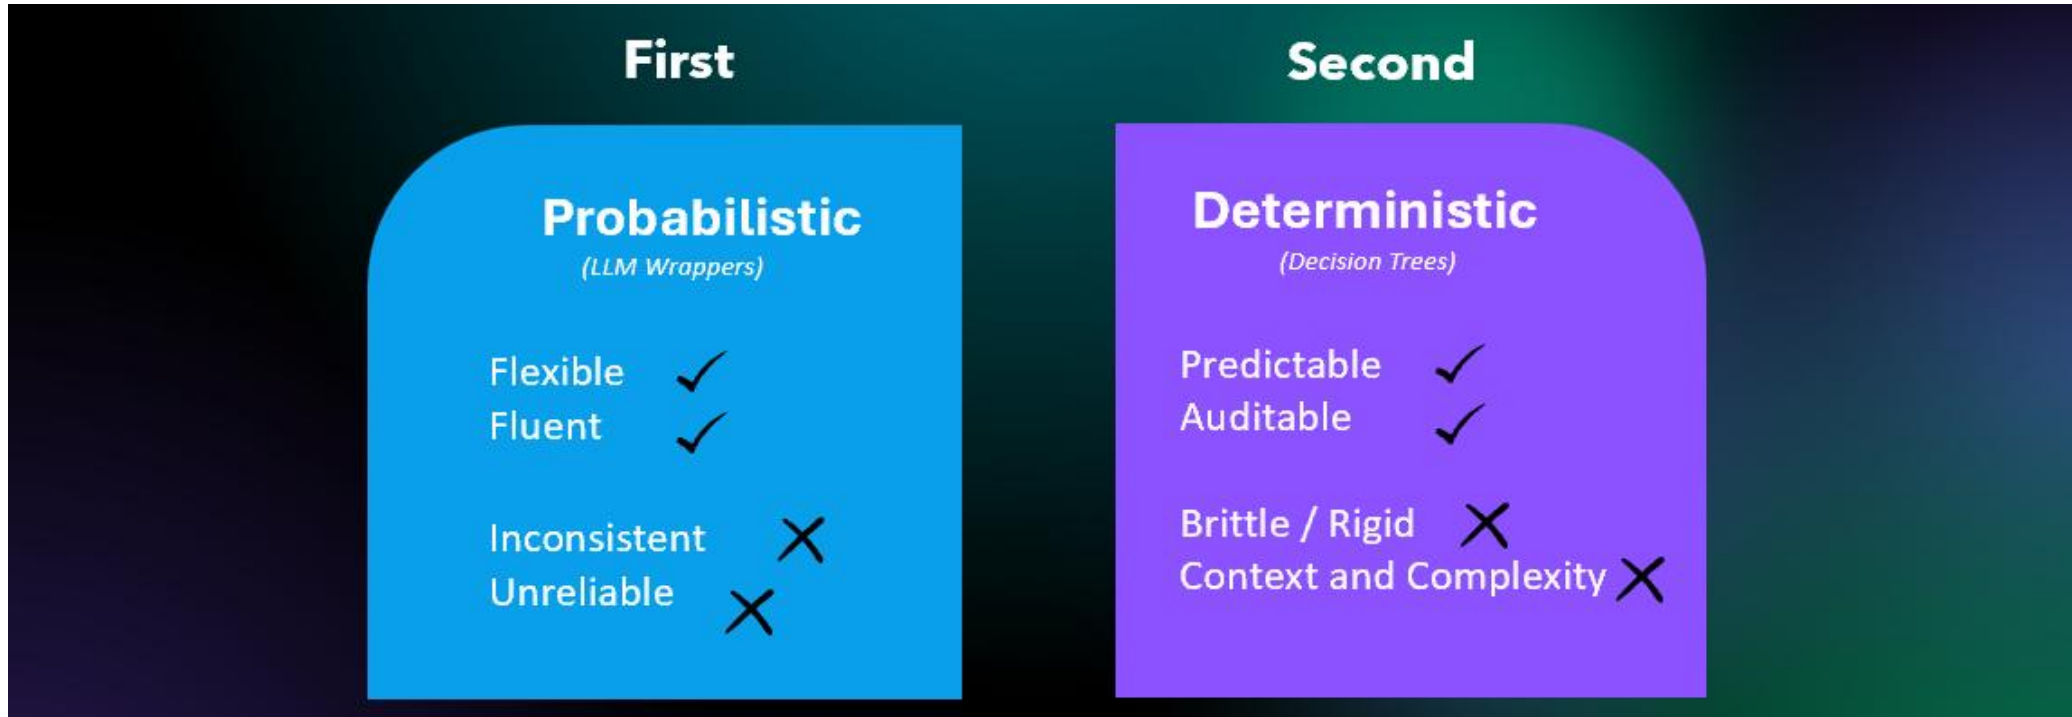 First
Probabilistic
(LLM Wrappers)
Flexible
Fluent
Inconsistent
Unreliable
Second
Deterministic
(Decision Trees)
Predictable
Auditable
Brittle / Rigid
Context and Complexity